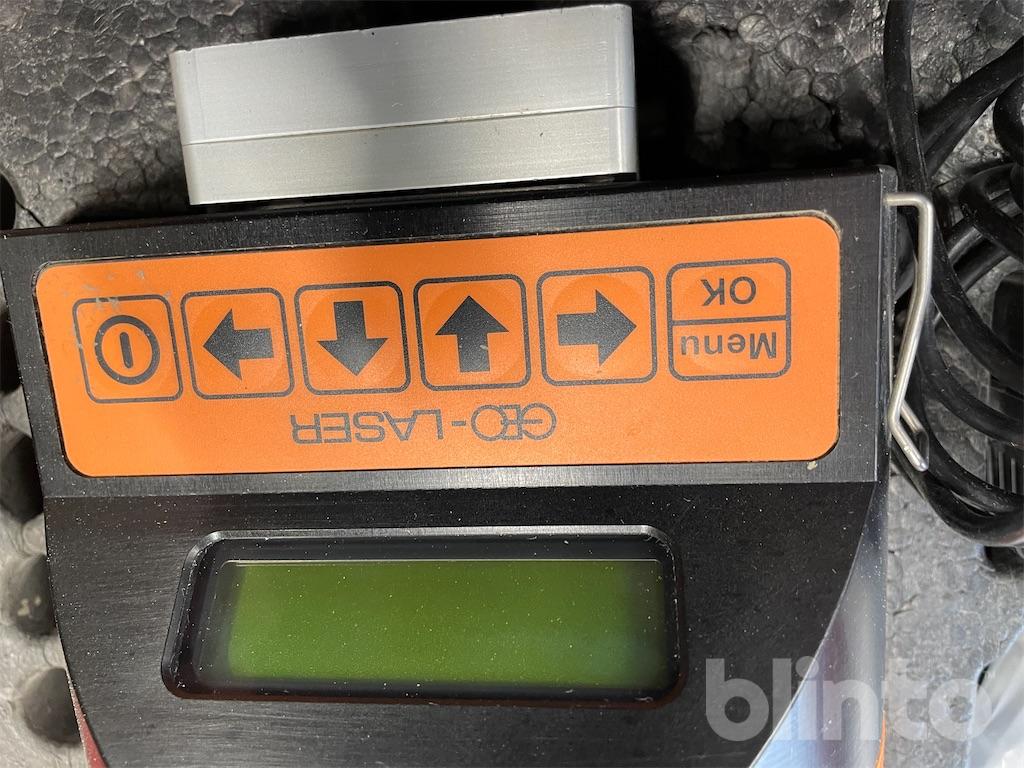 GEO-LASER
Menu
OK
blinto